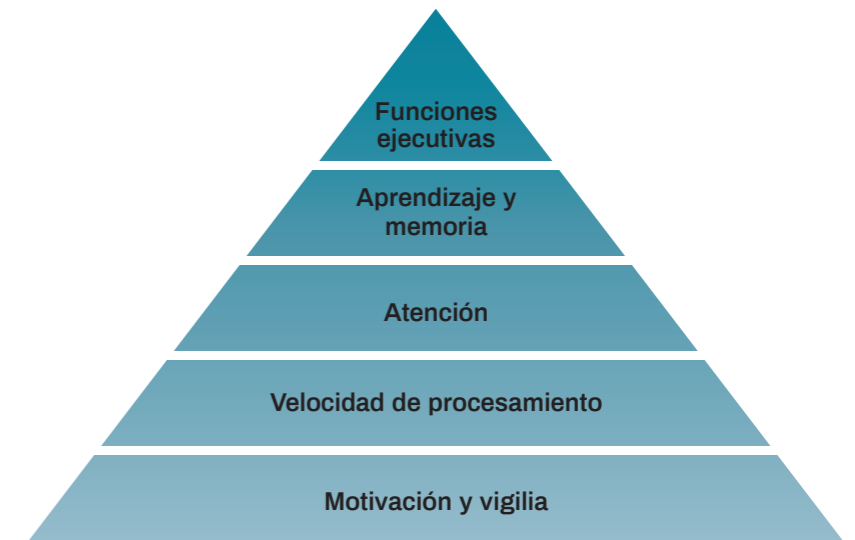 Funciones
ejecutivas
Aprendizaje y
memoria
Atención
Velocidad de procesamiento
Motivación y vigilia